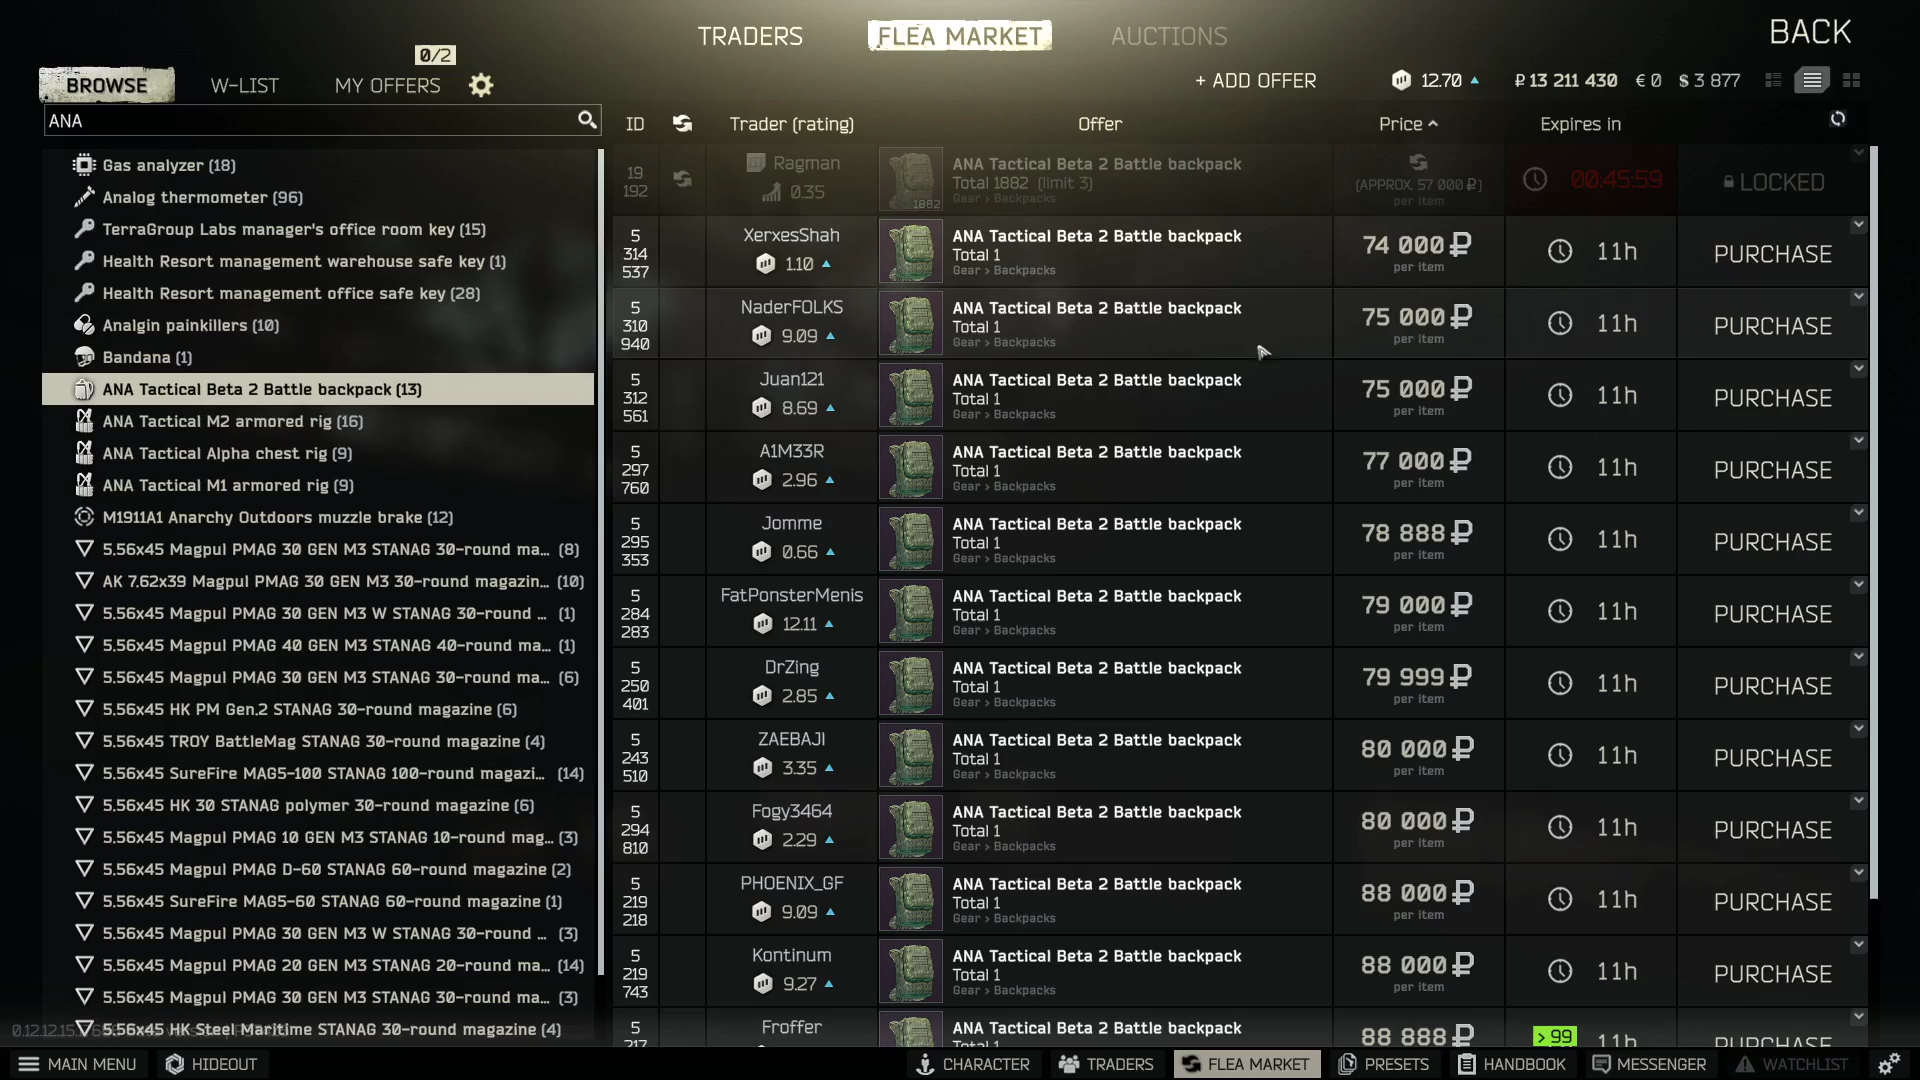 TRADERS
FLEA MARKET
AUCTIONS
BACK
0/2
BROWSE
W-LIST
MY OFFERS
+ ADD OFFER
12.70
₽ 13 211 430
€ 0
$ 3 877
ANA
ID
Trader (rating)
Offer
Price
Expires in
Gas analyzer (18)
Analog thermometer (96)
TerraGroup Labs manager's office room key (15)
Health Resort management warehouse safe key (1)
Health Resort management office safe key (28)
Analgin painkillers (10)
Bandana (1)
ANA Tactical Beta 2 Battle backpack (13)
ANA Tactical M2 armored rig (16)
ANA Tactical Alpha chest rig (9)
ANA Tactical M1 armored rig (9)
M1911A1 Anarchy Outdoors muzzle brake (12)
5.56x45 Magpul PMAG 30 GEN M3 STANAG 30-round ma... (8)
AK 7.62x39 Magpul PMAG 30 GEN M3 30-round magazin... (10)
5.56x45 Magpul PMAG 30 GEN M3 W STANAG 30-round ... (1)
5.56x45 Magpul PMAG 40 GEN M3 STANAG 40-round ma... (1)
5.56x45 Magpul PMAG 30 GEN M3 STANAG 30-round ma... (6)
5.56x45 HK PM Gen.2 STANAG 30-round magazine (6)
5.56x45 TROY BattleMag STANAG 30-round magazine (4)
5.56x45 SureFire MAG5-100 STANAG 100-round magazi... (14)
5.56x45 HK 30 STANAG polymer 30-round magazine (6)
5.56x45 Magpul PMAG 10 GEN M3 STANAG 10-round mag... (3)
5.56x45 Magpul PMAG D-60 STANAG 60-round magazine (2)
5.56x45 SureFire MAG5-60 STANAG 60-round magazine (1)
5.56x45 Magpul PMAG 30 GEN M3 W STANAG 30-round ... (3)
5.56x45 Magpul PMAG 20 GEN M3 STANAG 20-round ma... (14)
5.56x45 Magpul PMAG 30 GEN M3 STANAG 30-round ma... (3)
5.56x45 HK Steel Maritime STANAG 30-round magazine (4)
19
192
Ragman
0.35
1882
ANA Tactical Beta 2 Battle backpack
Total 1882 (limit 3)
Gear > Backpacks
(APPROX. 57 000 ₽)
per item
00:45:59
LOCKED
5
314
537
XerxesShah
1.10
ANA Tactical Beta 2 Battle backpack
Total 1
Gear > Backpacks
74 000 ₽
per item
11h
PURCHASE
5
310
940
NaderFOLKS
9.09
ANA Tactical Beta 2 Battle backpack
Total 1
Gear > Backpacks
75 000 ₽
per item
11h
PURCHASE
5
312
561
Juan121
8.69
ANA Tactical Beta 2 Battle backpack
Total 1
Gear > Backpacks
75 000 ₽
per item
11h
PURCHASE
5
297
760
A1M33R
2.96
ANA Tactical Beta 2 Battle backpack
Total 1
Gear > Backpacks
77 000 ₽
per item
11h
PURCHASE
5
295
353
Jomme
0.66
ANA Tactical Beta 2 Battle backpack
Total 1
Gear > Backpacks
78 888 ₽
per item
11h
PURCHASE
5
284
283
FatPonsterMenis
12.11
ANA Tactical Beta 2 Battle backpack
Total 1
Gear > Backpacks
79 000 ₽
per item
11h
PURCHASE
5
250
401
DrZing
2.85
ANA Tactical Beta 2 Battle backpack
Total 1
Gear > Backpacks
79 999 ₽
per item
11h
PURCHASE
5
243
510
ZAEBAJI
3.35
ANA Tactical Beta 2 Battle backpack
Total 1
Gear > Backpacks
80 000 ₽
per item
11h
PURCHASE
5
294
810
Fogy3464
2.29
ANA Tactical Beta 2 Battle backpack
Total 1
Gear > Backpacks
80 000 ₽
per item
11h
PURCHASE
5
219
218
PHOENIX_GF
9.09
ANA Tactical Beta 2 Battle backpack
Total 1
Gear > Backpacks
88 000 ₽
per item
11h
PURCHASE
5
219
743
Kontinum
9.27
ANA Tactical Beta 2 Battle backpack
Total 1
Gear > Backpacks
88 000 ₽
per item
11h
PURCHASE
5
217
Froffer
ANA Tactical Beta 2 Battle backpack
Total 1
88 888 ₽
> 99
11h
PURCHASE
MAIN MENU
HIDEOUT
CHARACTER
TRADERS
FLEA MARKET
PRESETS
HANDBOOK
MESSENGER
WATCHLIST